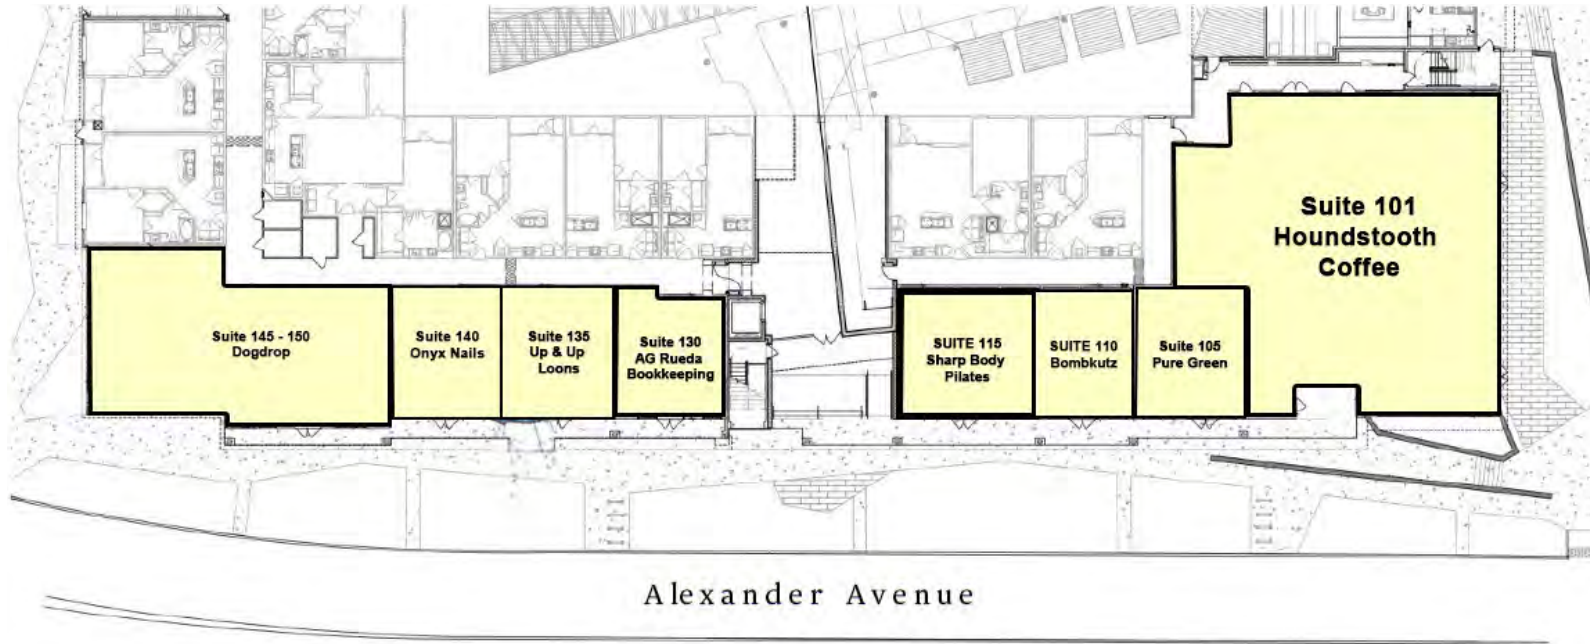 Suite 101
Houndstooth
Coffee
Suite 145 - 150
Dogdrop
Suite 140
Onyx Nails
Suite 135
Up & Up
Loons
Suite 130
AG Rueda
Bookkeeping
SUITE 115
Sharp Body
Pilates
SUITE 110
Bombkutz
Suite 105
Pure Green
Alexander Avenue